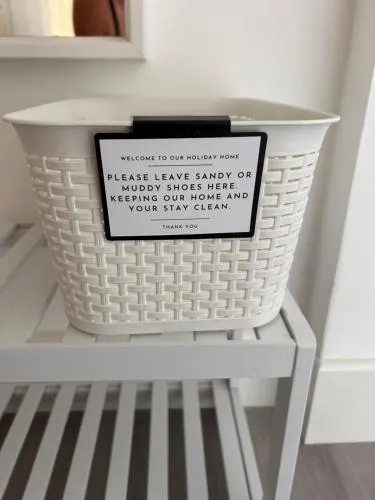 WELCOME TO OUR HOLIDAY HOME
PLEASE LEAVE SANDY OR
MUDDY SHOES HERE.
KEEPING OUR HOME AND
YOUR STAY CLEAN.
THANK YOU